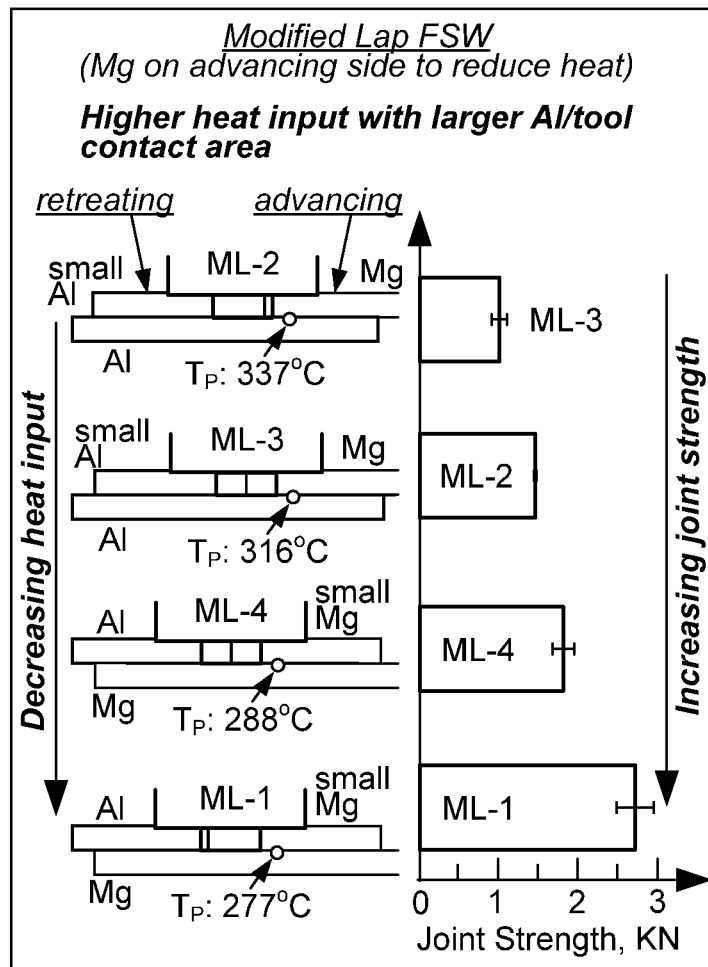 Modified Lap FSW
(Mg on advancing side to reduce heat)
Higher heat input with larger Al/tool
contact area
retreating
advancing
small
Al
ML-2
Mg
Al
TP: 337°C
ML-3
small
Al
ML-3
Mg
Al
TP: 316°C
ML-2
Al
ML-4
small
Mg
Mg
TP: 288°C
ML-4
Al
ML-1
small
Mg
Mg
TP: 277°C
ML-1
Decreasing heat input
Increasing joint strength
0 1 2 3
Joint Strength, KN